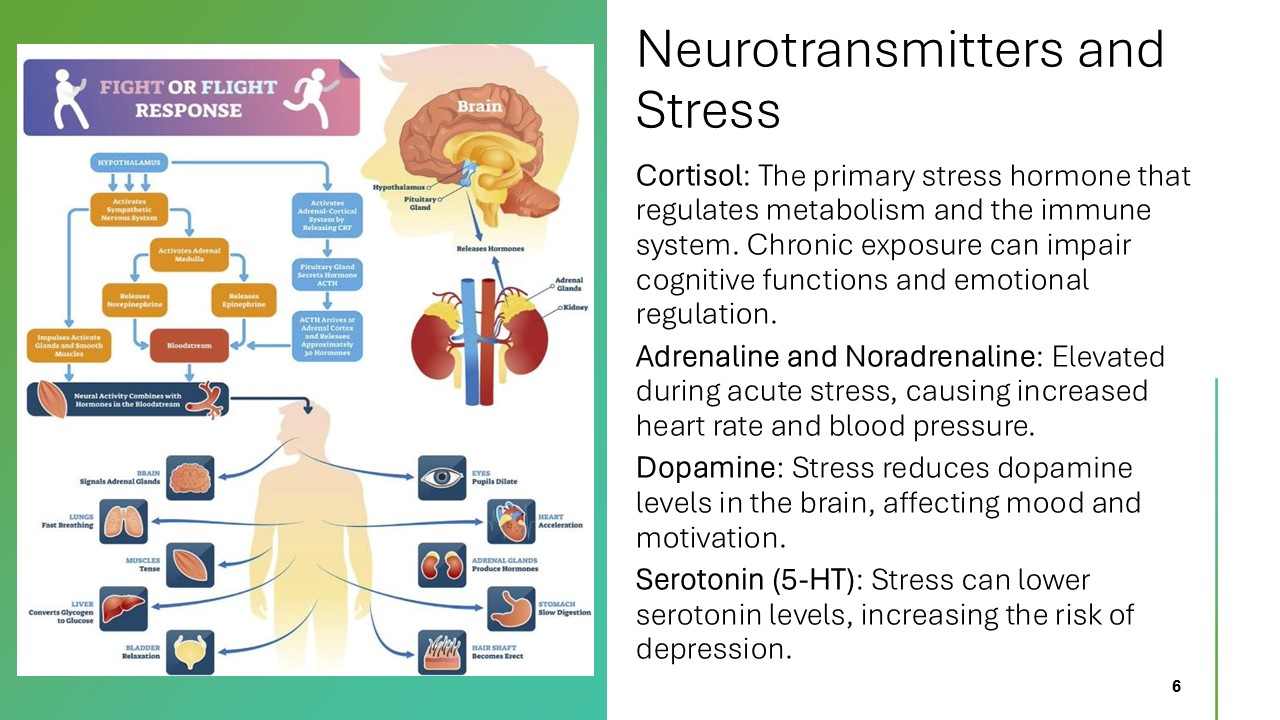 FIGHT OR FLIGHT
RESPONSE
HYPOTHALAMUS
Activates
Sympathetic
Nervous System
Activates Adrenal
Medulla
Releases
Norepinephrine
Releases
Epinephrine
Impulses Activate
Glands and Smooth
Muscles
Bloodstream
Activates
Adrenal-Cortical
System by
Releasing CRF
Pituitary Gland
Secrets Hormone
ACTH
ACTH Arrives at
Adrenal Cortex
and Releases
Approximately
30 Hormones
Neural Activity Combines with
Hormones in the Bloodstream
Brain
Hypothalamus
Pituitary
Gland
Releases Hormones
Adrenal
Glands
Kidney
BRAIN
Signals Adrenal Glands
LUNGS
Fast Breathing
MUSCLES
Tense
LIVER
Converts Glycogen
to Glucose
BLADDER
Relaxation
EYES
Pupils Dilate
HEART
Acceleration
ADRENAL GLANDS
Produce Hormones
STOMACH
Slow Digestion
HAIR SHAFT
Becomes Erect
Neurotransmitters and
Stress
Cortisol: The primary stress hormone that
regulates metabolism and the immune
system. Chronic exposure can impair
cognitive functions and emotional
regulation.
Adrenaline and Noradrenaline: Elevated
during acute stress, causing increased
heart rate and blood pressure.
Dopamine: Stress reduces dopamine
levels in the brain, affecting mood and
motivation.
Serotonin (5-HT): Stress can lower
serotonin levels, increasing the risk of
depression.
6